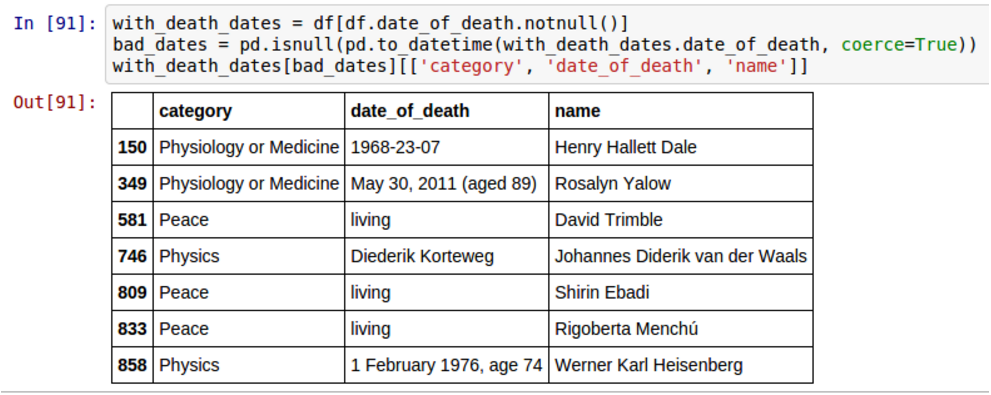 In [91]: with_death_dates = df[df.date_of_death.notnull()]
bad_dates = pd.isnull(pd.to_datetime(with_death_dates.date_of_death, coerce=True))
with_death_dates[bad_dates][['category', 'date_of_death', 'name']]
Out[91]:
category date_of_death name
150 Physiology or Medicine 1968-23-07 Henry Hallett Dale
349 Physiology or Medicine May 30, 2011 (aged 89) Rosalyn Yalow
581 Peace living David Trimble
746 Physics Diederik Korteweg Johannes Diderik van der Waals
809 Peace living Shirin Ebadi
833 Peace living Rigoberta Menchú
858 Physics 1 February 1976, age 74 Werner Karl Heisenberg